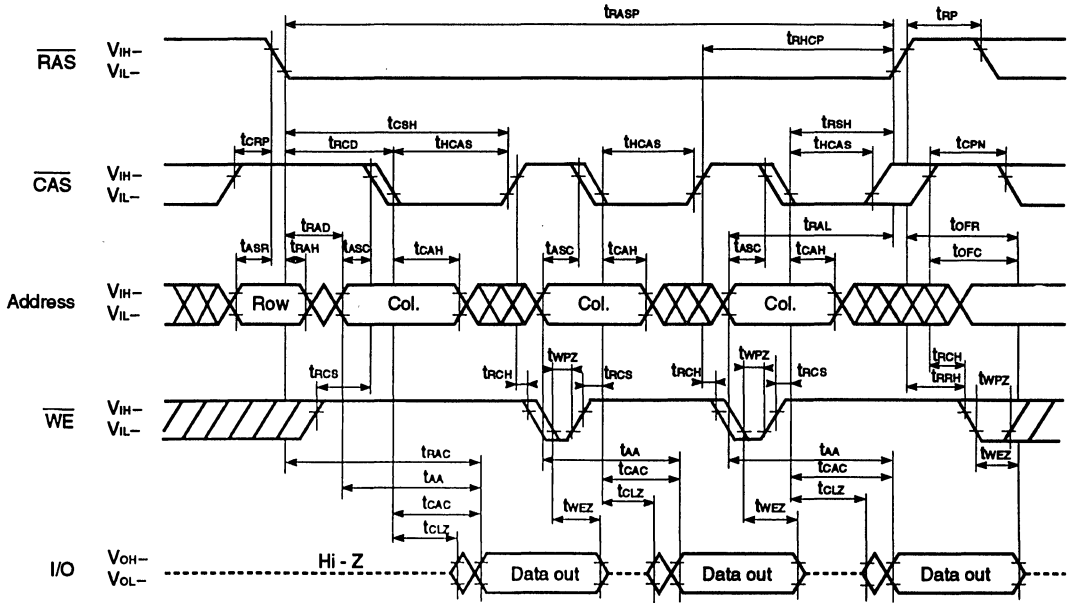 tRASP
tRP
tRHCP
RAS
VIH–
VIL–
tCSH
tRSH
tCRP
tRCD
tHCAS
tHCAS
tHCAS
tCPN
CAS
VIH–
VIL–
tRAD
tRAL
tOFR
tASR
tRAH
tASC
tCAH
tASC
tCAH
tASC
tCAH
tOFC
Address
VIH–
VIL–
Row
Col.
Col.
Col.
tRCS
tRCH
tWPZ
tRCS
tRCH
tWPZ
tRCS
tRCH
tRRH
tWPZ
WE
VIH–
VIL–
tRAC
tAA
tAA
tWEZ
tAA
tCAC
tCAC
tCAC
tCLZ
tCLZ
tCLZ
tWEZ
tWEZ
I/O
VOH–
VOL–
Hi - Z
Data out
Data out
Data out